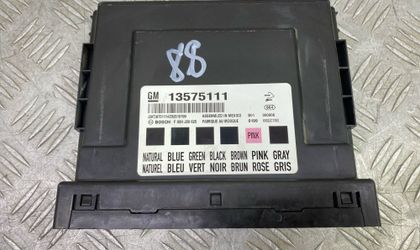 88
GM 13575111
ASSEMBLED IN MEXICO
BOSCH
FABRIQUE AU MEXIQUE
PINK
NATURAL BLUE GREEN BLACK BROWN PINK GRAY
NATUREL BLEU VERT NOIR BRUN ROSE GRIS